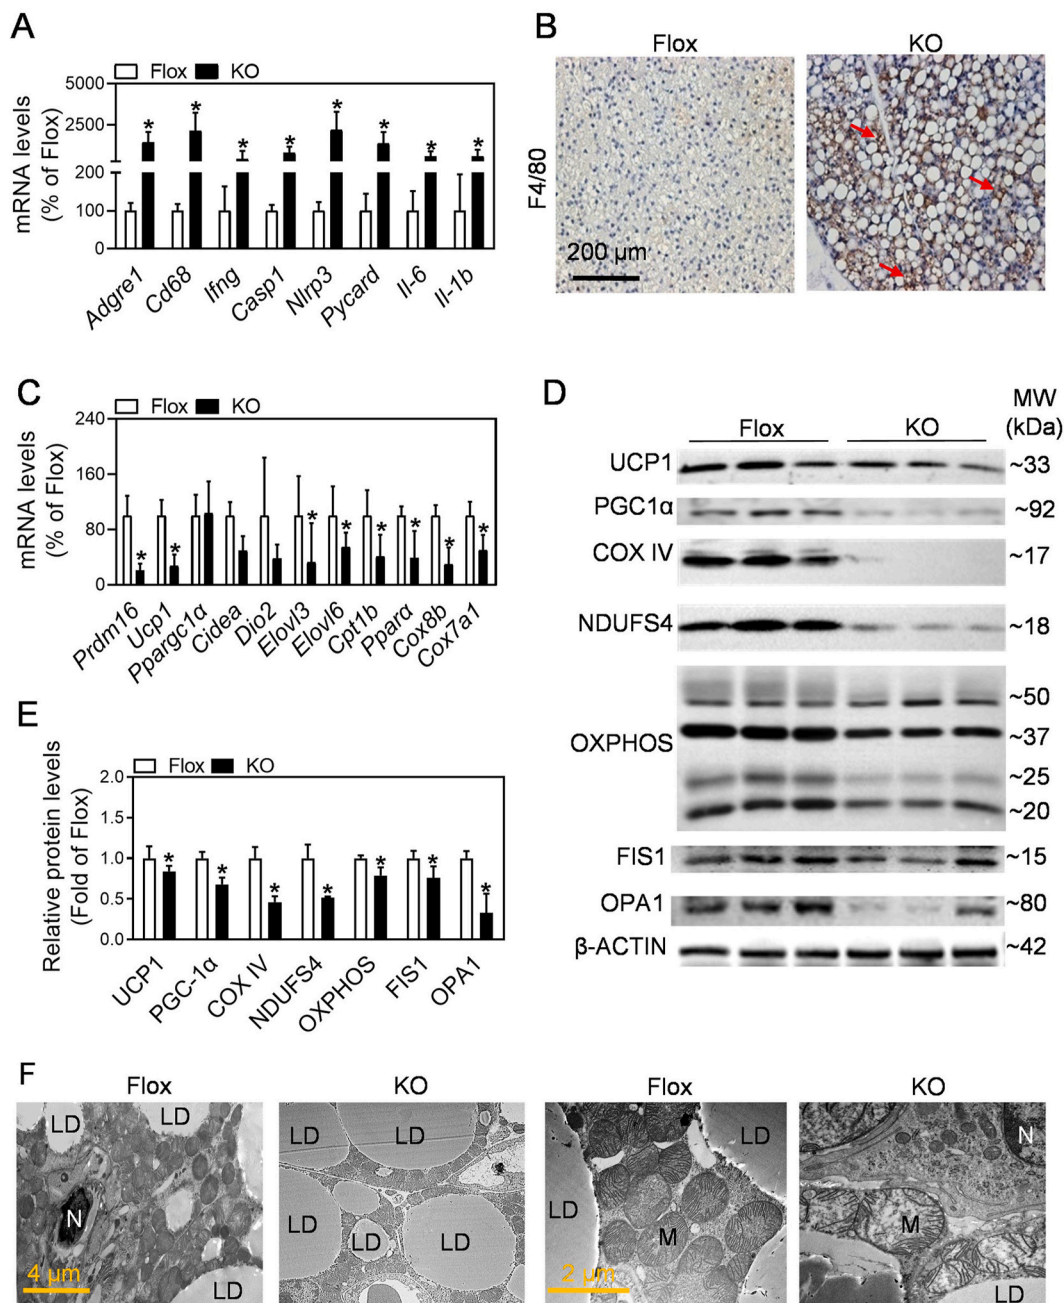 A
Flox KO
mRNA levels
(% of Flox)
5000
2500
200
100
0
* * * * * * * *
Adgre1 Cd68 Ifng Casp1 Nlrp3 Pycard Il-6 Il-1b
B
Flox KO
F4/80
200 µm
C
Flox KO
mRNA levels
(% of Flox)
240
160
80
0
* * * * * * * *
Prdm16 Ucp1 Ppargc1α Cidea Dio2 Elovl3 Elovl6 Cpt1b Pparα Cox8b Cox7a1
D
MW
(kDa)
Flox KO
UCP1 ~33
PGC1α ~92
COX IV ~17
NDUFS4 ~18
OXPHOS
~50
~37
~25
~20
FIS1 ~15
OPA1 ~80
β-ACTIN ~42
E
Flox KO
Relative protein levels
(Fold of Flox)
2.0
1.5
1.0
0.5
0.0
* * * * * * *
UCP1 PGC-1α COX IV NDUFS4 OXPHOS FIS1 OPA1
F
Flox KO Flox KO
LD LD N LD 4 µm
LD LD LD LD LD
LD LD M 2 µm
N M LD